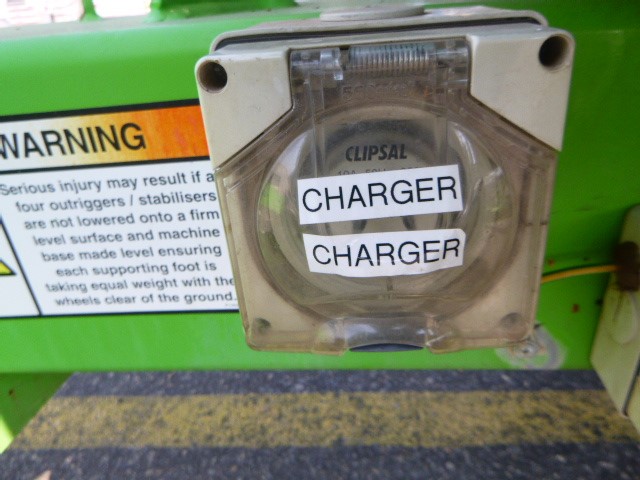 WARNING
Serious injury may result if a
four outriggers / stabilisers
are not lowered onto a firm
level surface and machine
base made level ensuring
each supporting foot is
taking equal weight with the
wheels clear of the ground.
CLIPSAL
CHARGER
CHARGER